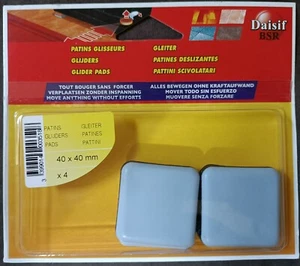 Daisif
BSR
PATINS GLISSEURS GLEITER
GLIJDERS PATINES DESLIZANTES
GLIDER PADS PATTINI SCIVOLATARI
TOUT BOUGER SANS FORCER ALLES BEWEGEN OHNE KRAFTAUFWAND
VERPLAATSEN ZONDER INSPANNING MOVER TODO SIN ESFUERZO
MOVE ANYTHING WITHOUT EFFORTS MUOVERE SENZA FORZARE
PATINS GLEITER
GLIJDERS PATINES
PADS PATTINI
40 x 40 mm
x 4